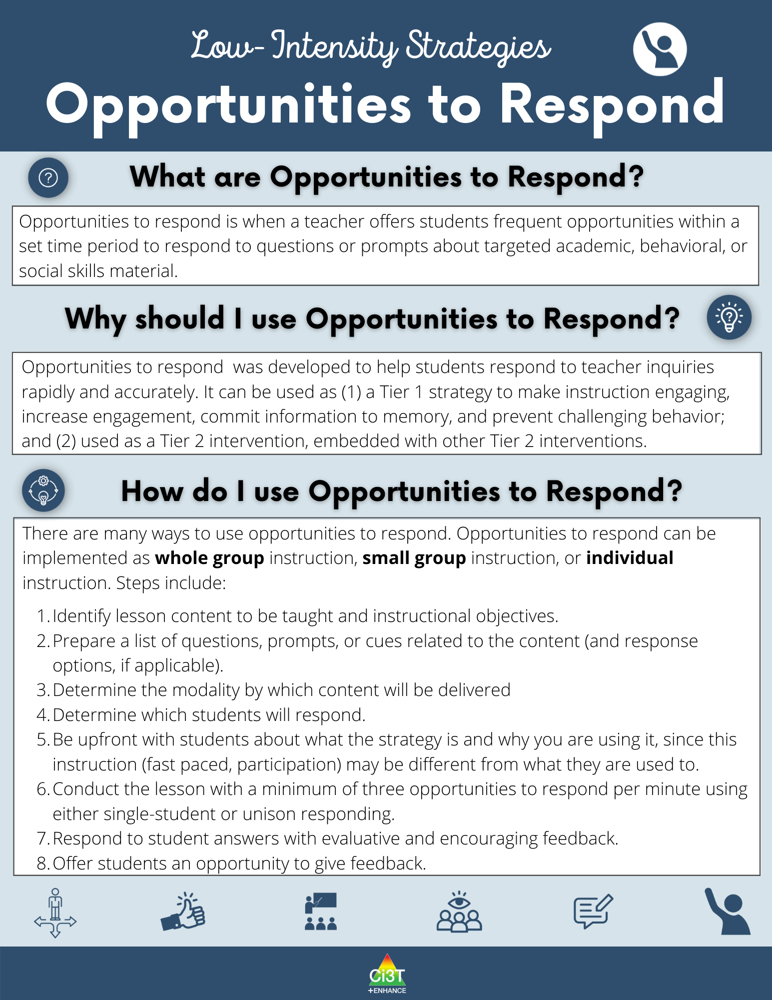 Low-Intensity Strategies
Opportunities to Respond
?
What are Opportunities to Respond?
Opportunities to respond is when a teacher offers students frequent opportunities within a
set time period to respond to questions or prompts about targeted academic, behavioral, or
social skills material.
Why should I use Opportunities to Respond?
?
Opportunities to respond  was developed to help students respond to teacher inquiries
rapidly and accurately. It can be used as (1) a Tier 1 strategy to make instruction engaging,
increase engagement, commit information to memory, and prevent challenging behavior;
and (2) used as a Tier 2 intervention, embedded with other Tier 2 interventions.
How do I use Opportunities to Respond?
There are many ways to use opportunities to respond. Opportunities to respond can be
implemented as whole group instruction, small group instruction, or individual
instruction. Steps include:
1. Identify lesson content to be taught and instructional objectives.
2. Prepare a list of questions, prompts, or cues related to the content (and response
options, if applicable).
3. Determine the modality by which content will be delivered
4. Determine which students will respond.
5. Be upfront with students about what the strategy is and why you are using it, since this
instruction (fast paced, participation) may be different from what they are used to.
6. Conduct the lesson with a minimum of three opportunities to respond per minute using
either single-student or unison responding.
7. Respond to student answers with evaluative and encouraging feedback.
8. Offer students an opportunity to give feedback.
Ci3T
+ENHANCE